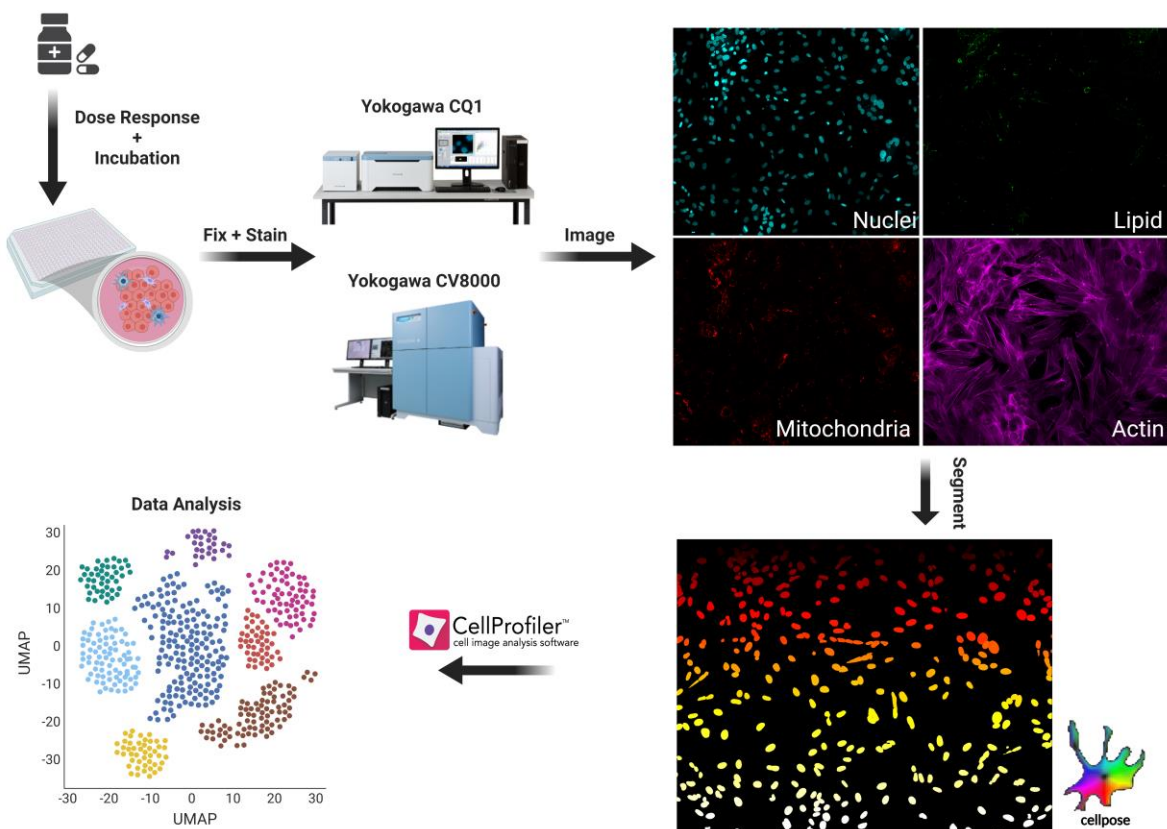 Dose Response
+
Incubation
Fix + Stain
Yokogawa CQ1
Yokogawa CV8000
Image
Nuclei
Lipid
Mitochondria
Actin
Segment
cellpose
CellProfiler™
cell image analysis software
Data Analysis
UMAP
30
20
10
0
-10
-20
-30
-30
-20
-10
0
10
20
30
UMAP